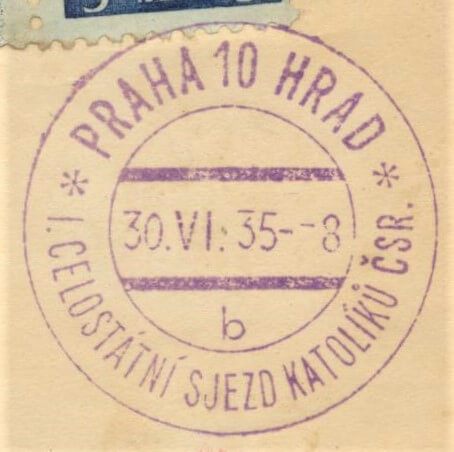 PRAHA 10 HRAD
30.VI.35--8
b
* I. CELOSTÁTNÍ SJEZD KATOLÍKŮ ČSR. *